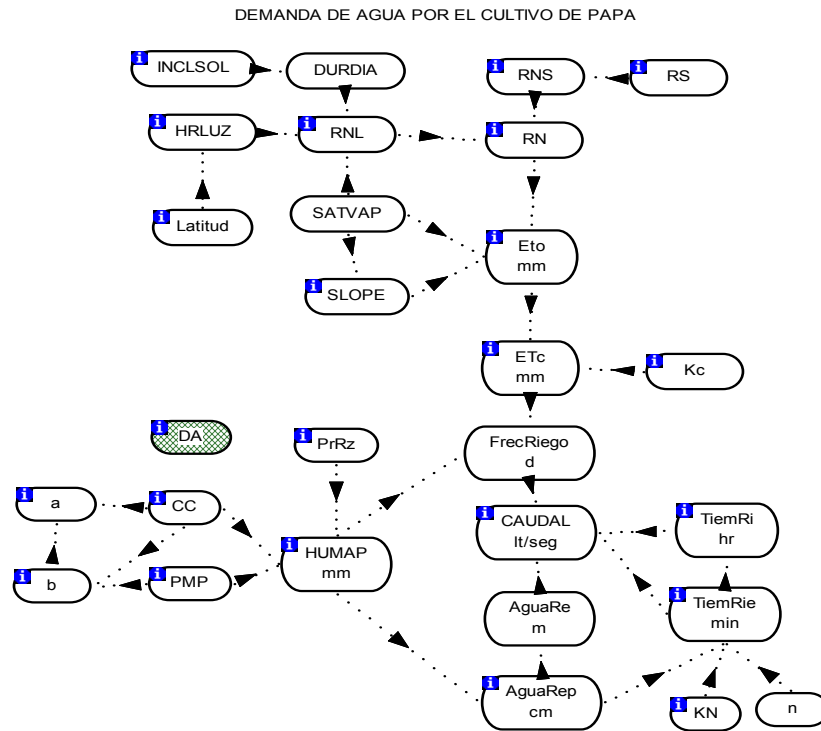 DEMANDA DE AGUA POR EL CULTIVO DE PAPA
i INCLSOL
DURDIA
i RNS
i RS
i HRLUZ
i RNL
i RN
i Latitud
SATVAP
i Eto
mm
i SLOPE
i ETc
mm
i Kc
i DA
i PrRz
FrecRiego
d
i a
i CC
i CAUDAL
lt/seg
i TiemRi
hr
i HUMAP
mm
i b
i PMP
AguaRe
m
i TiemRie
min
i AguaRep
cm
i KN
n